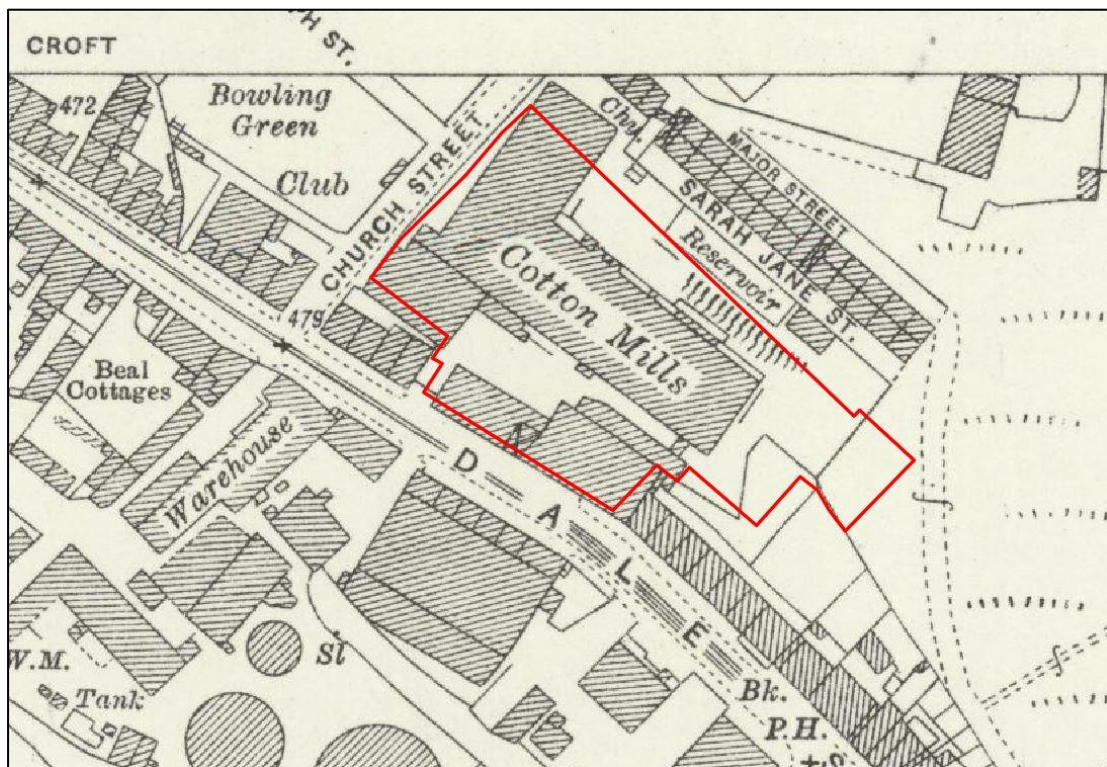 CROFT
PH ST.
472
Bowling
Green
Club
CHURCH STREET
Chy.
MAJOR STREET
SARAH JANE ST.
Reservoir
Cotton Mills
479
Beal
Cottages
Warehouse
D A L E
W.M.
Tank
Bk.
P.H.